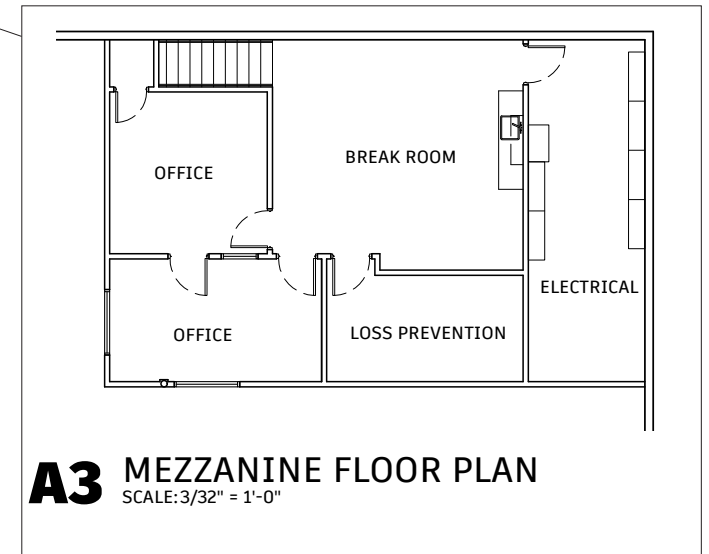 BREAK ROOM
OFFICE
ELECTRICAL
OFFICE
LOSS PREVENTION
A3 MEZZANINE FLOOR PLAN
SCALE:3/32" = 1'-0"